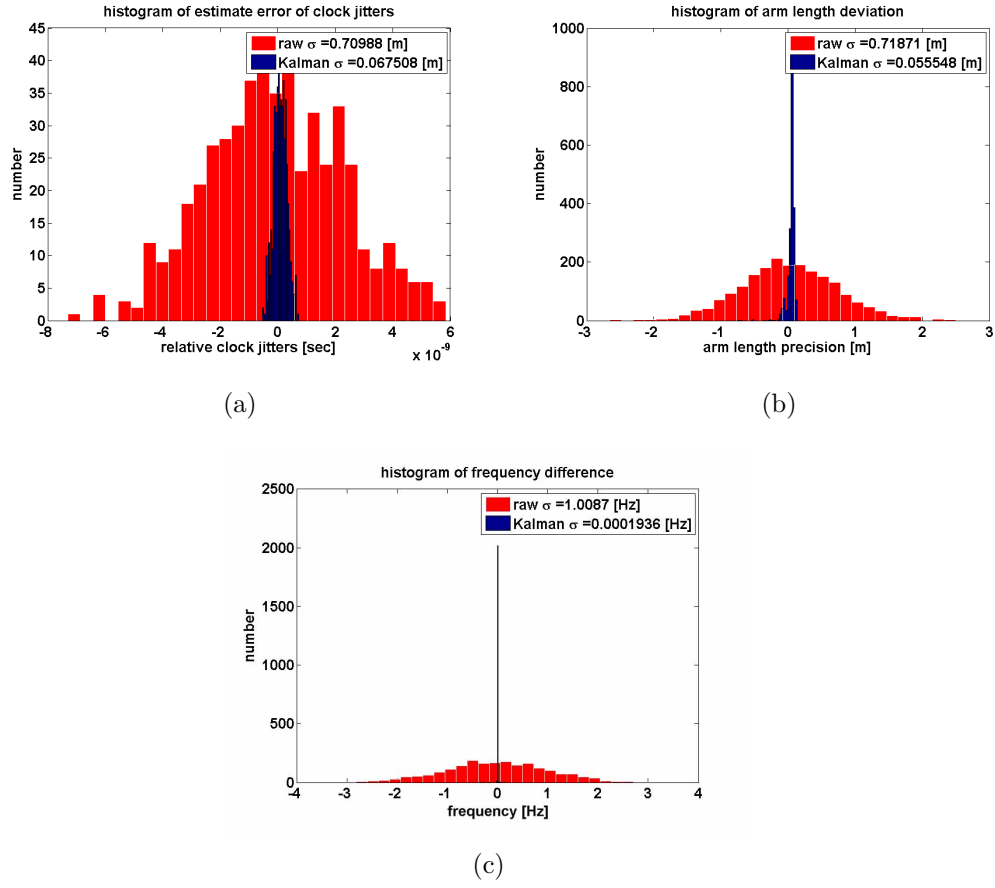 histogram of estimate error of clock jitters
raw σ =0.70988 [m]
Kalman σ =0.067508 [m]
number
45
40
35
30
25
20
15
10
5
0
-8
-6
-4
-2
0
2
4
6
relative clock jitters [sec]
x 10⁻⁹
(a)
histogram of arm length deviation
raw σ =0.71871 [m]
Kalman σ =0.055548 [m]
number
1000
800
600
400
200
0
-3
-2
-1
0
1
2
3
arm length precision [m]
(b)
histogram of frequency difference
raw σ =1.0087 [Hz]
Kalman σ =0.0001936 [Hz]
number
2500
2000
1500
1000
500
0
-4
-3
-2
-1
0
1
2
3
4
frequency [Hz]
(c)